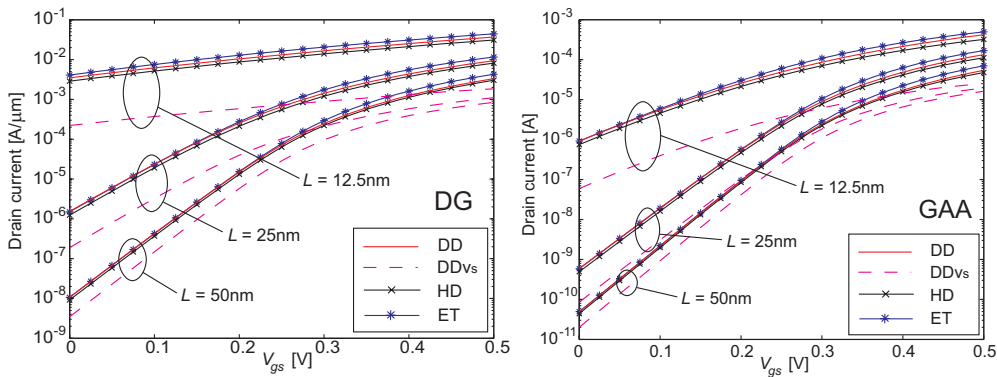 Drain current [A/μm]
10⁻¹
10⁻²
10⁻³
10⁻⁴
10⁻⁵
10⁻⁶
10⁻⁷
10⁻⁸
10⁻⁹
0 0.1 0.2 0.3 0.4 0.5
V_gs [V]
L = 12.5nm
L = 25nm
L = 50nm
DG
DD
DDvs
HD
ET
Drain current [A]
10⁻³
10⁻⁴
10⁻⁵
10⁻⁶
10⁻⁷
10⁻⁸
10⁻⁹
10⁻¹⁰
10⁻¹¹
0 0.1 0.2 0.3 0.4 0.5
V_gs [V]
L = 12.5nm
L = 25nm
L = 50nm
GAA
DD
DDvs
HD
ET